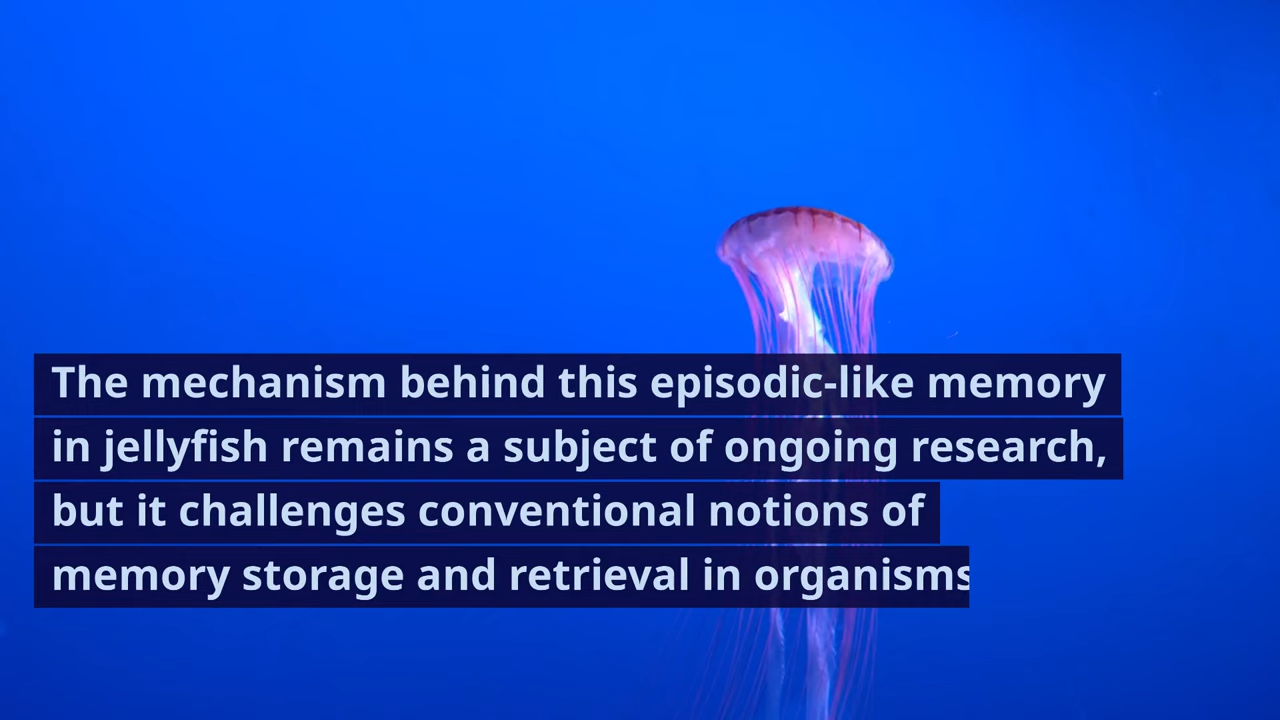 The mechanism behind this episodic-like memory
in jellyfish remains a subject of ongoing research,
but it challenges conventional notions of
memory storage and retrieval in organisms